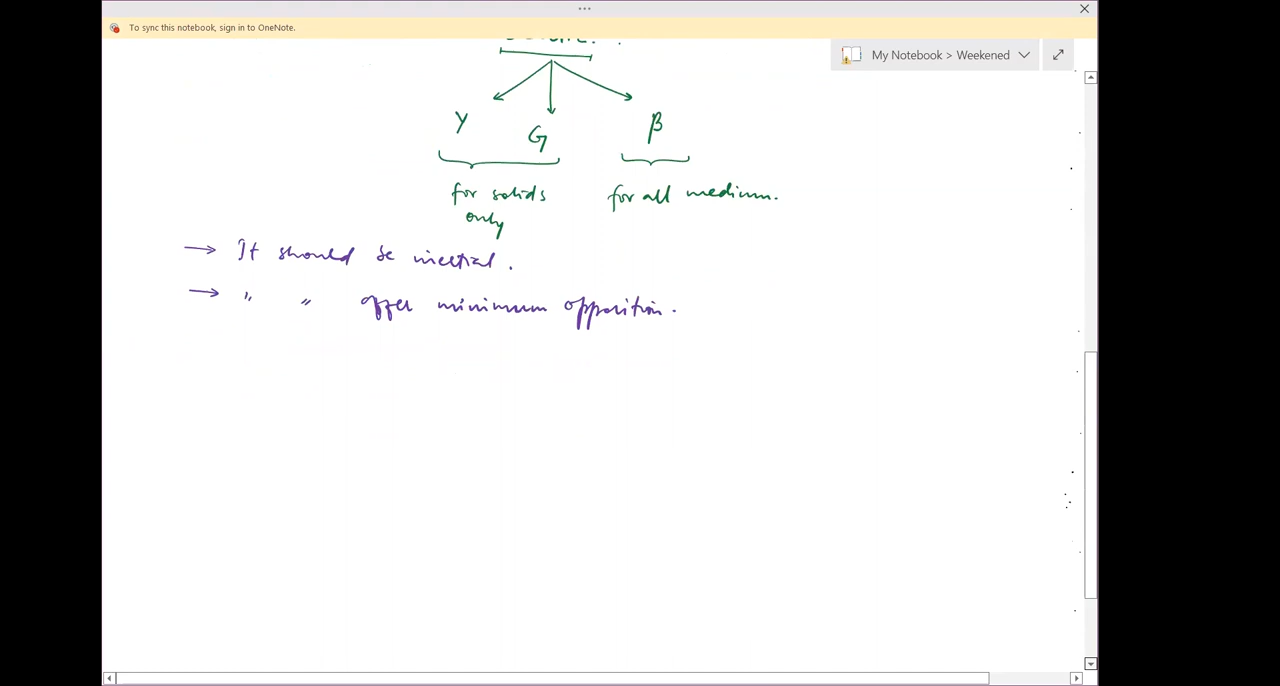 To sync this notebook, sign in to OneNote.
My Notebook > Weekened
Y G β
for solids only
for all medium.
→ It should be inertial.
→ " " offer minimum opposition.